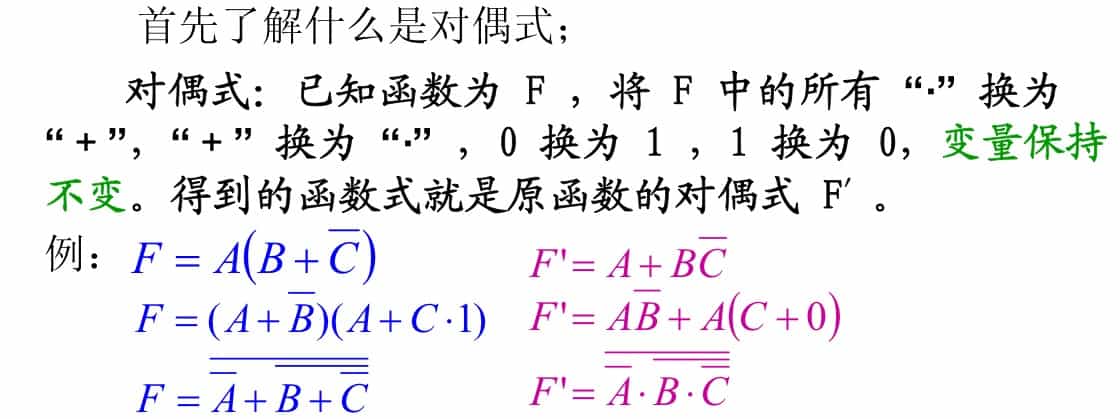 首先了解什么是对偶式；
对偶式：已知函数为 F ，将 F 中的所有 “·” 换为
“＋”，“＋” 换为 “·” ，0 换为 1 ，1 换为 0，变量保持
不变。得到的函数式就是原函数的对偶式 F′ 。
例：$F = A(B + \overline{C})$ $F' = A + B\overline{C}$
$F = (A + \overline{B})(A + C \cdot 1)$ $F' = A\overline{B} + A(C + 0)$
$F = \overline{\overline{A} + \overline{B + \overline{\overline{C}}}}$ $F' = \overline{\overline{A} \cdot \overline{B \cdot \overline{\overline{C}}}}$